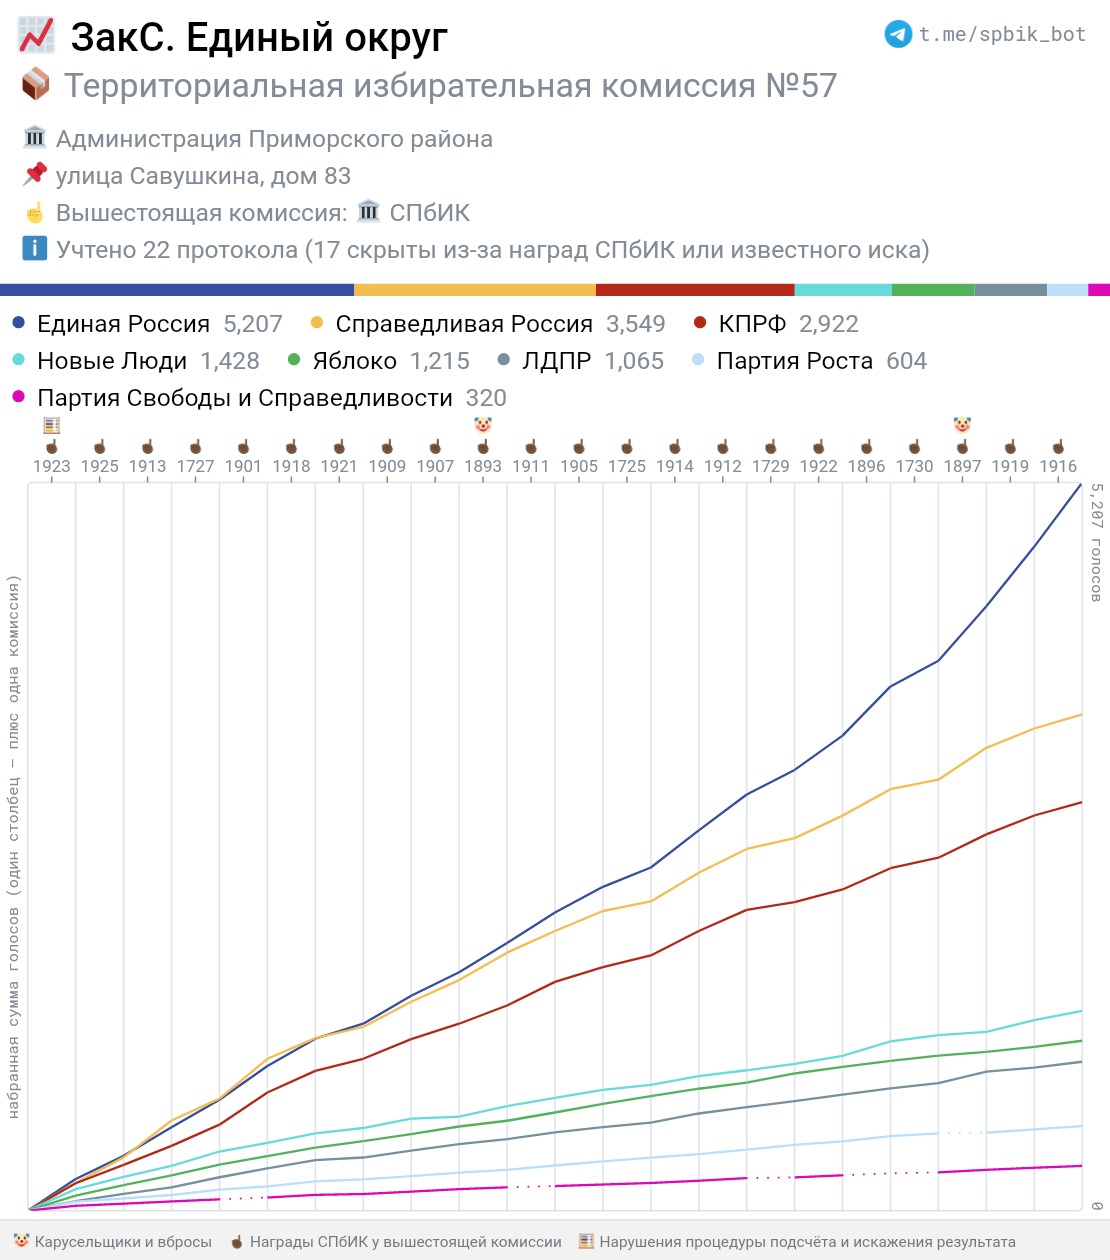 ЗакС. Единый округ
t.me/spbik_bot
Территориальная избирательная комиссия №57
Администрация Приморского района
улица Савушкина, дом 83
Вышестоящая комиссия: СПбИК
Учтено 22 протокола (17 скрыты из-за наград СПбИК или известного иска)
Единая Россия 5,207 Справедливая Россия 3,549 КПРФ 2,922
Новые Люди 1,428 Яблоко 1,215 ЛДПР 1,065 Партия Роста 604
Партия Свободы и Справедливости 320
1923 1925 1913 1727 1901 1918 1921 1909 1907 1893 1911 1905 1725 1914 1912 1729 1922 1896 1730 1897 1919 1916
5,207 голосов
набранная сумма голосов (один столбец — плюс одна комиссия)
0
Карусельщики и вбросы Награды СПбИК у вышестоящей комиссии Нарушения процедуры подсчёта и искажения результата